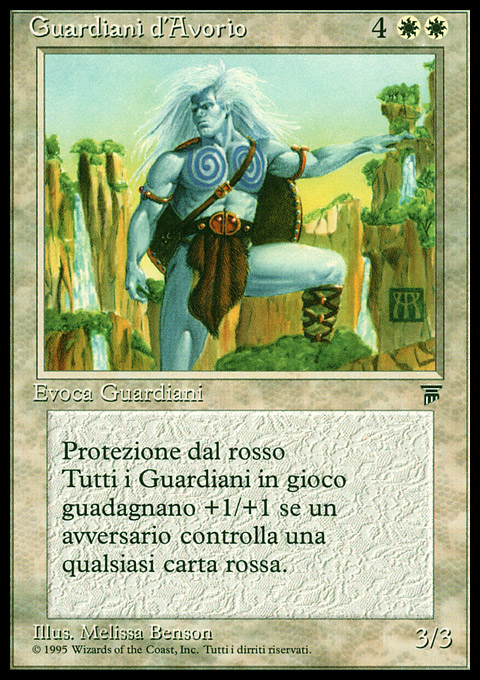 Guardiani d'Avorio 4
Evoca Guardiani
Protezione dal rosso
Tutti i Guardiani in gioco
guadagnano +1/+1 se un
avversario controlla una
qualsiasi carta rossa.
Illus. Melissa Benson
3/3
© 1995 Wizards of the Coast, Inc. Tutti i dirriti riservati.